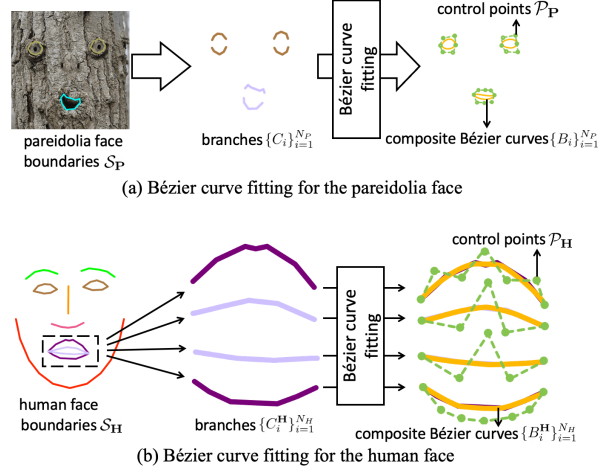 control points 𝒫_P
Bézier curve
fitting
pareidolia face
boundaries 𝒮_P
branches {C_i}_{i=1}^{N_P}
composite Bézier curves {B_i}_{i=1}^{N_P}
(a) Bézier curve fitting for the pareidolia face
control points 𝒫_H
Bézier curve
fitting
human face
boundaries 𝒮_H
branches {C_i^H}_{i=1}^{N_H}
composite Bézier curves {B_i^H}_{i=1}^{N_H}
(b) Bézier curve fitting for the human face